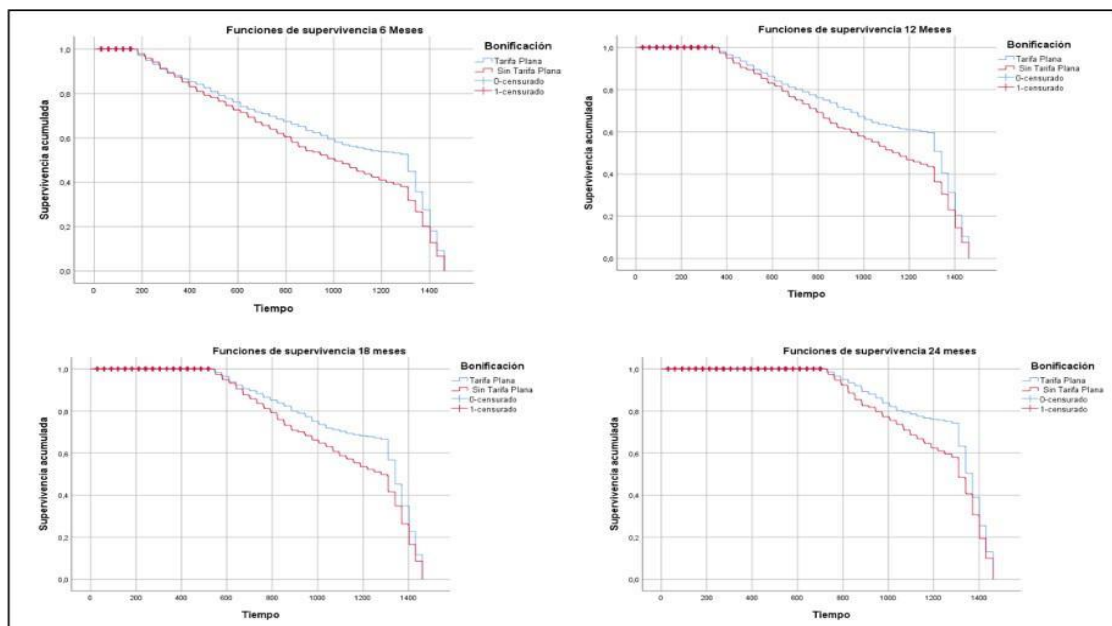 Funciones de supervivencia 6 Meses
Bonificación
Tarifa Plana
Sin Tarifa Plana
0-censurado
1-censurado
Supervivencia acumulada
1,0
0,8
0,6
0,4
0,2
0,0
0 200 400 600 800 1000 1200 1400
Tiempo
Funciones de supervivencia 12 Meses
Bonificación
Tarifa Plana
Sin Tarifa Plana
0-censurado
1-censurado
Supervivencia acumulada
1,0
0,8
0,6
0,4
0,2
0,0
0 200 400 600 800 1000 1200 1400
Tiempo
Funciones de supervivencia 18 meses
Bonificación
Tarifa Plana
Sin Tarifa Plana
0-censurado
1-censurado
Supervivencia acumulada
1,0
0,8
0,6
0,4
0,2
0,0
0 200 400 600 800 1000 1200 1400
Tiempo
Funciones de supervivencia 24 meses
Bonificación
Tarifa Plana
Sin Tarifa Plana
0-censurado
1-censurado
Supervivencia acumulada
1,0
0,8
0,6
0,4
0,2
0,0
0 200 400 600 800 1000 1200 1400
Tiempo